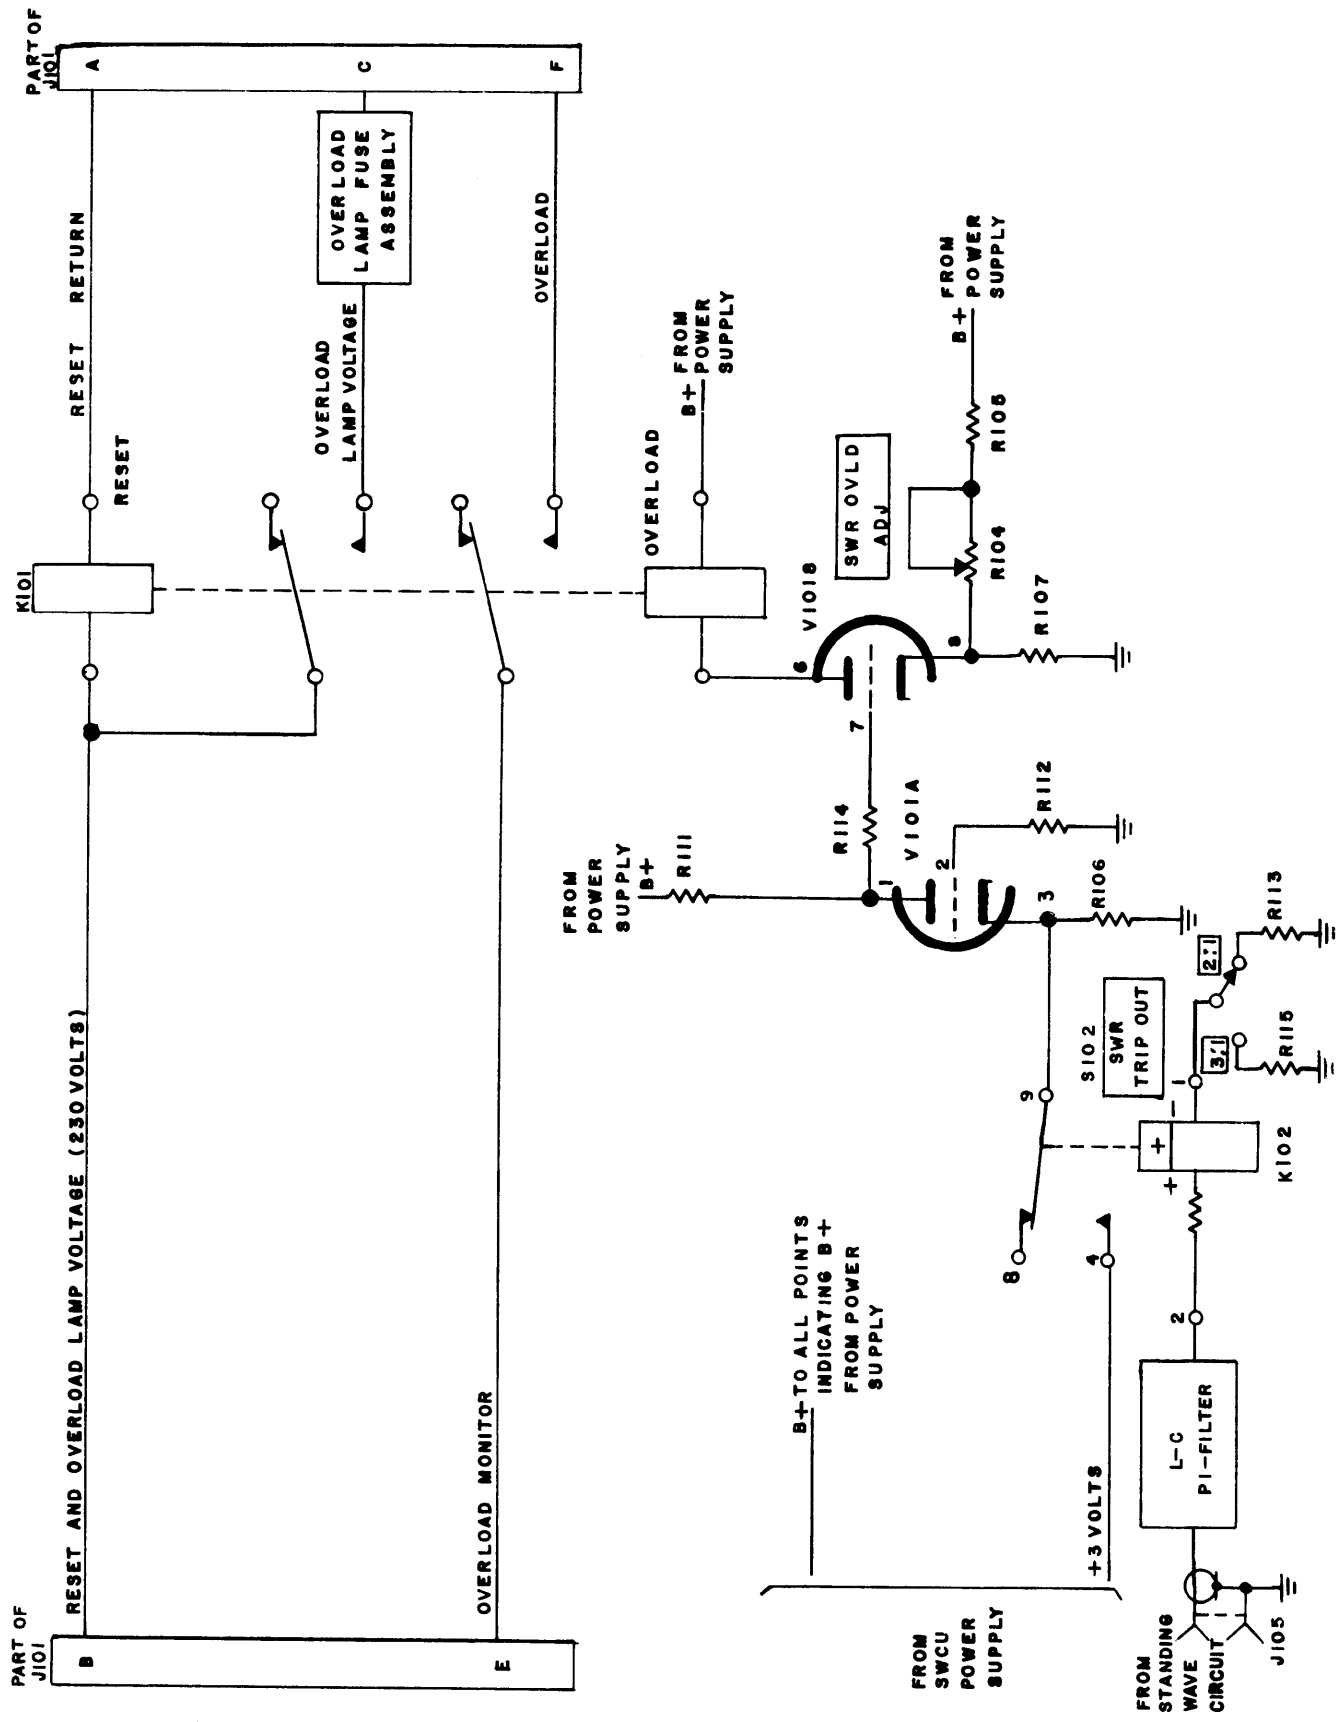 PART OF
J101
B
E
RESET AND OVERLOAD LAMP VOLTAGE (230 VOLTS)
OVERLOAD MONITOR
K101
RESET
RESET RETURN
OVERLOAD
LAMP VOLTAGE
OVERLOAD
LAMP FUSE
ASSEMBLY
OVERLOAD
PART OF
J101
A
C
F
OVERLOAD
B+ FROM
POWER
SUPPLY
FROM
POWER
SUPPLY
B+
R111
R114
1
V101A
2
3
R112
R106
7
6
V101B
8
R107
SWR OVLD
ADJ
R104
R105
B+ FROM
POWER
SUPPLY
B+ TO ALL POINTS
INDICATING B+
FROM POWER
SUPPLY
FROM
SWCU
POWER
SUPPLY
+3 VOLTS
8
4
9
S102
SWR
TRIP OUT
FROM
STANDING
WAVE
CIRCUIT
J105
L-C
PI-FILTER
2
+
+
-
K102
1
3:1
2:1
R115
R113